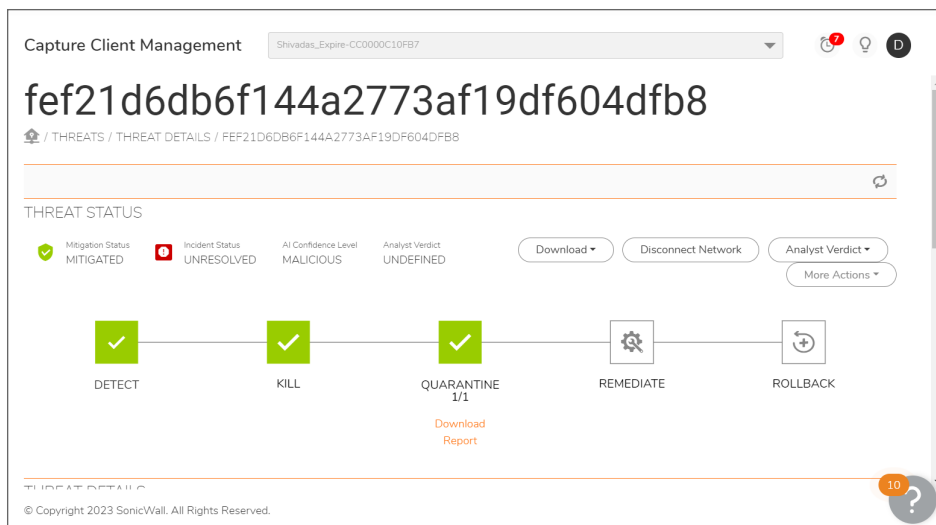 Capture Client Management
Shivadas_Expire-CC0000C10FB7
7
D
fef21d6db6f144a2773af19df604dfb8
/ THREATS / THREAT DETAILS / FEF21D6DB6F144A2773AF19DF604DFB8
THREAT STATUS
Mitigation Status
MITIGATED
Incident Status
UNRESOLVED
AI Confidence Level
MALICIOUS
Analyst Verdict
UNDEFINED
Download
Disconnect Network
Analyst Verdict
More Actions
DETECT
KILL
QUARANTINE
1/1
Download
Report
REMEDIATE
ROLLBACK
THREAT DETAILS
10
?
© Copyright 2023 SonicWall. All Rights Reserved.